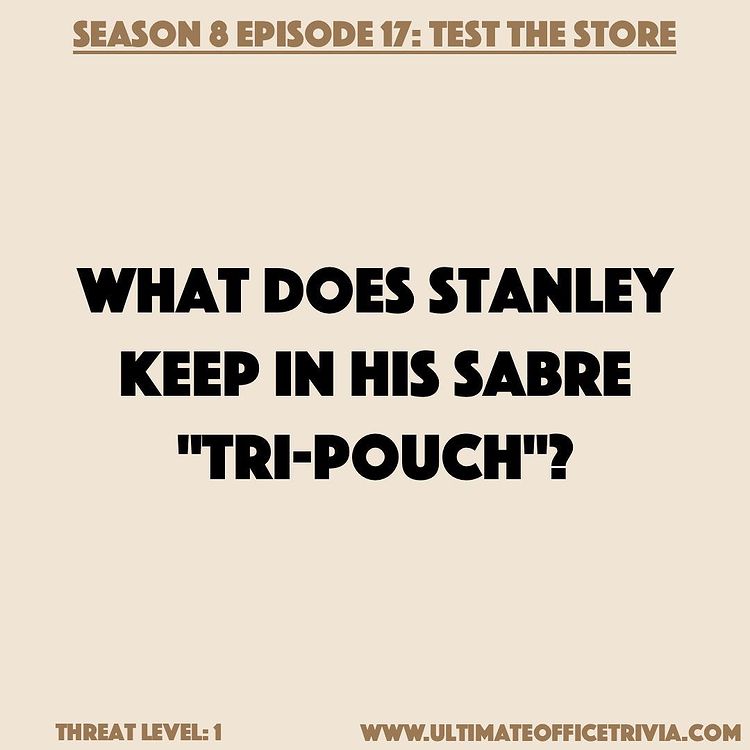 SEASON 8 EPISODE 17: TEST THE STORE
WHAT DOES STANLEY
KEEP IN HIS SABRE
"TRI-POUCH"?
THREAT LEVEL: 1
WWW.ULTIMATEOFFICETRIVIA.COM